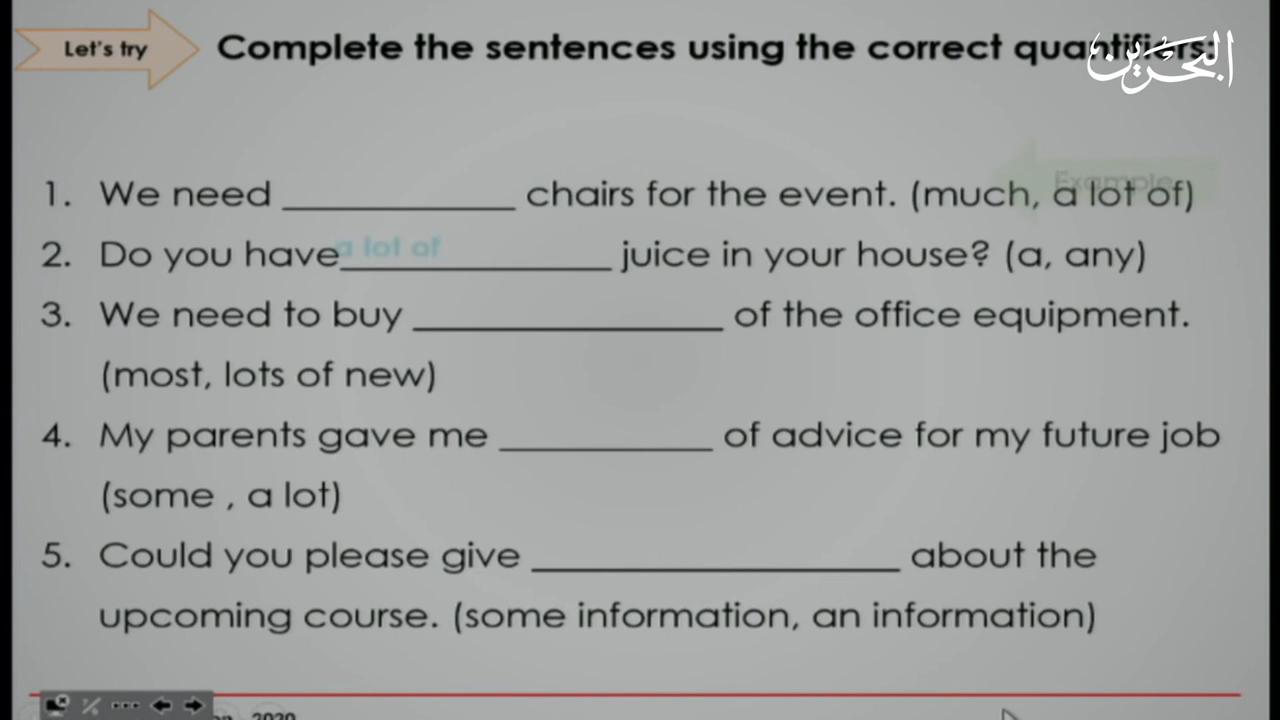 Let's try
Complete the sentences using the correct quantifiers:
البحرين
Example
1. We need ____________ chairs for the event. (much, a lot of)
a lot of
2. Do you have______________ juice in your house? (a, any)
3. We need to buy ________________ of the office equipment.
(most, lots of new)
4. My parents gave me ___________ of advice for my future job
(some , a lot)
5. Could you please give ___________________ about the
upcoming course. (some information, an information)
2020